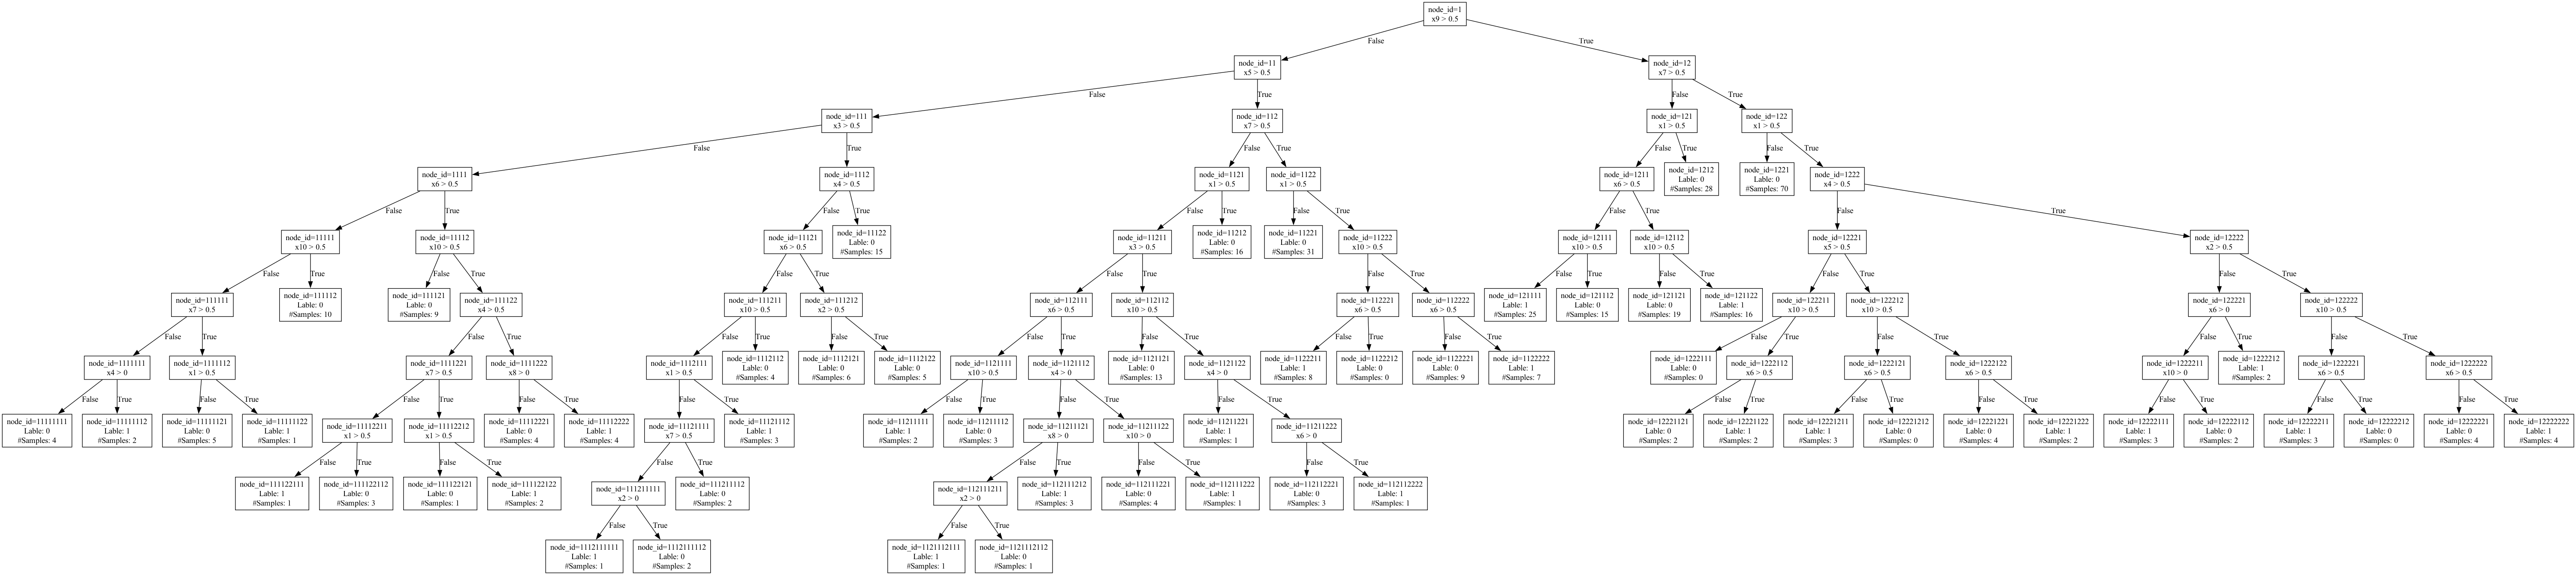 node_id=1
x9 > 0.5
False
True
node_id=11
x5 > 0.5
node_id=12
x7 > 0.5
False
True
False
True
node_id=111
x3 > 0.5
node_id=112
x7 > 0.5
node_id=121
x1 > 0.5
node_id=122
x1 > 0.5
False
True
False
True
False
True
False
True
node_id=1111
x6 > 0.5
node_id=1112
x4 > 0.5
node_id=1121
x1 > 0.5
node_id=1122
x1 > 0.5
node_id=1211
x6 > 0.5
node_id=1212
Lable: 0
#Samples: 28
node_id=1221
Lable: 0
#Samples: 70
node_id=1222
x4 > 0.5
False
True
False
True
False
True
False
True
False
True
False
True
node_id=11111
x10 > 0.5
node_id=11112
x10 > 0.5
node_id=11121
x6 > 0.5
node_id=11122
Lable: 0
#Samples: 15
node_id=11211
x3 > 0.5
node_id=11212
Lable: 0
#Samples: 16
node_id=11221
Lable: 0
#Samples: 31
node_id=11222
x10 > 0.5
node_id=12111
x10 > 0.5
node_id=12112
x10 > 0.5
node_id=12221
x5 > 0.5
node_id=12222
x2 > 0.5
False
True
False
True
False
True
False
True
False
True
False
True
False
True
False
True
False
True
node_id=111111
x7 > 0.5
node_id=111112
Lable: 0
#Samples: 10
node_id=111121
Lable: 0
#Samples: 9
node_id=111122
x4 > 0.5
node_id=111211
x10 > 0.5
node_id=111212
x2 > 0.5
node_id=112111
x6 > 0.5
node_id=112112
x10 > 0.5
node_id=112221
x6 > 0.5
node_id=112222
x6 > 0.5
node_id=121111
Lable: 1
#Samples: 25
node_id=121112
Lable: 0
#Samples: 15
node_id=121121
Lable: 0
#Samples: 19
node_id=121122
Lable: 1
#Samples: 16
node_id=122211
x10 > 0.5
node_id=122212
x10 > 0.5
node_id=122221
x6 > 0
node_id=122222
x10 > 0.5
False
True
False
True
False
True
False
True
False
True
False
True
False
True
False
True
False
True
False
True
False
True
False
True
node_id=1111111
x4 > 0
node_id=1111112
x1 > 0.5
node_id=1111221
x7 > 0.5
node_id=1111222
x8 > 0
node_id=1112111
x1 > 0.5
node_id=1112112
Lable: 0
#Samples: 4
node_id=1112121
Lable: 0
#Samples: 6
node_id=1112122
Lable: 0
#Samples: 5
node_id=1121111
x10 > 0.5
node_id=1121112
x4 > 0
node_id=1121121
Lable: 0
#Samples: 13
node_id=1121122
x4 > 0
node_id=1122211
Lable: 1
#Samples: 8
node_id=1122212
Lable: 0
#Samples: 0
node_id=1122221
Lable: 0
#Samples: 9
node_id=1122222
Lable: 1
#Samples: 7
node_id=1222111
Lable: 0
#Samples: 0
node_id=1222112
x6 > 0.5
node_id=1222121
x6 > 0.5
node_id=1222122
x6 > 0.5
node_id=1222211
x10 > 0
node_id=1222212
Lable: 1
#Samples: 2
node_id=1222221
x6 > 0.5
node_id=1222222
x6 > 0.5
False
True
False
True
False
True
False
True
False
True
False
True
False
True
False
True
False
True
False
True
False
True
False
True
False
True
False
True
node_id=11111111
Lable: 0
#Samples: 4
node_id=11111112
Lable: 1
#Samples: 2
node_id=11111121
Lable: 0
#Samples: 5
node_id=11111122
Lable: 1
#Samples: 1
node_id=11112211
x1 > 0.5
node_id=11112212
x1 > 0.5
node_id=11112221
Lable: 0
#Samples: 4
node_id=11112222
Lable: 1
#Samples: 4
node_id=11121111
x7 > 0.5
node_id=11121112
Lable: 1
#Samples: 3
node_id=11211111
Lable: 1
#Samples: 2
node_id=11211112
Lable: 0
#Samples: 3
node_id=11211121
x8 > 0
node_id=11211122
x10 > 0
node_id=11211221
Lable: 1
#Samples: 1
node_id=11211222
x6 > 0
node_id=12221121
Lable: 0
#Samples: 2
node_id=12221122
Lable: 1
#Samples: 2
node_id=12221211
Lable: 1
#Samples: 3
node_id=12221212
Lable: 0
#Samples: 0
node_id=12221221
Lable: 0
#Samples: 4
node_id=12221222
Lable: 1
#Samples: 2
node_id=12222111
Lable: 1
#Samples: 3
node_id=12222112
Lable: 0
#Samples: 2
node_id=12222211
Lable: 1
#Samples: 3
node_id=12222212
Lable: 0
#Samples: 0
node_id=12222221
Lable: 0
#Samples: 4
node_id=12222222
Lable: 1
#Samples: 4
False
True
False
True
False
True
False
True
False
True
False
True
node_id=111122111
Lable: 1
#Samples: 1
node_id=111122112
Lable: 0
#Samples: 3
node_id=111122121
Lable: 0
#Samples: 1
node_id=111122122
Lable: 1
#Samples: 2
node_id=111211111
x2 > 0
node_id=111211112
Lable: 0
#Samples: 2
node_id=112111211
x2 > 0
node_id=112111212
Lable: 1
#Samples: 3
node_id=112111221
Lable: 0
#Samples: 4
node_id=112111222
Lable: 1
#Samples: 1
node_id=112112221
Lable: 0
#Samples: 3
node_id=112112222
Lable: 1
#Samples: 1
False
True
False
True
node_id=1112111111
Lable: 1
#Samples: 1
node_id=1112111112
Lable: 0
#Samples: 2
node_id=1121112111
Lable: 1
#Samples: 1
node_id=1121112112
Lable: 0
#Samples: 1